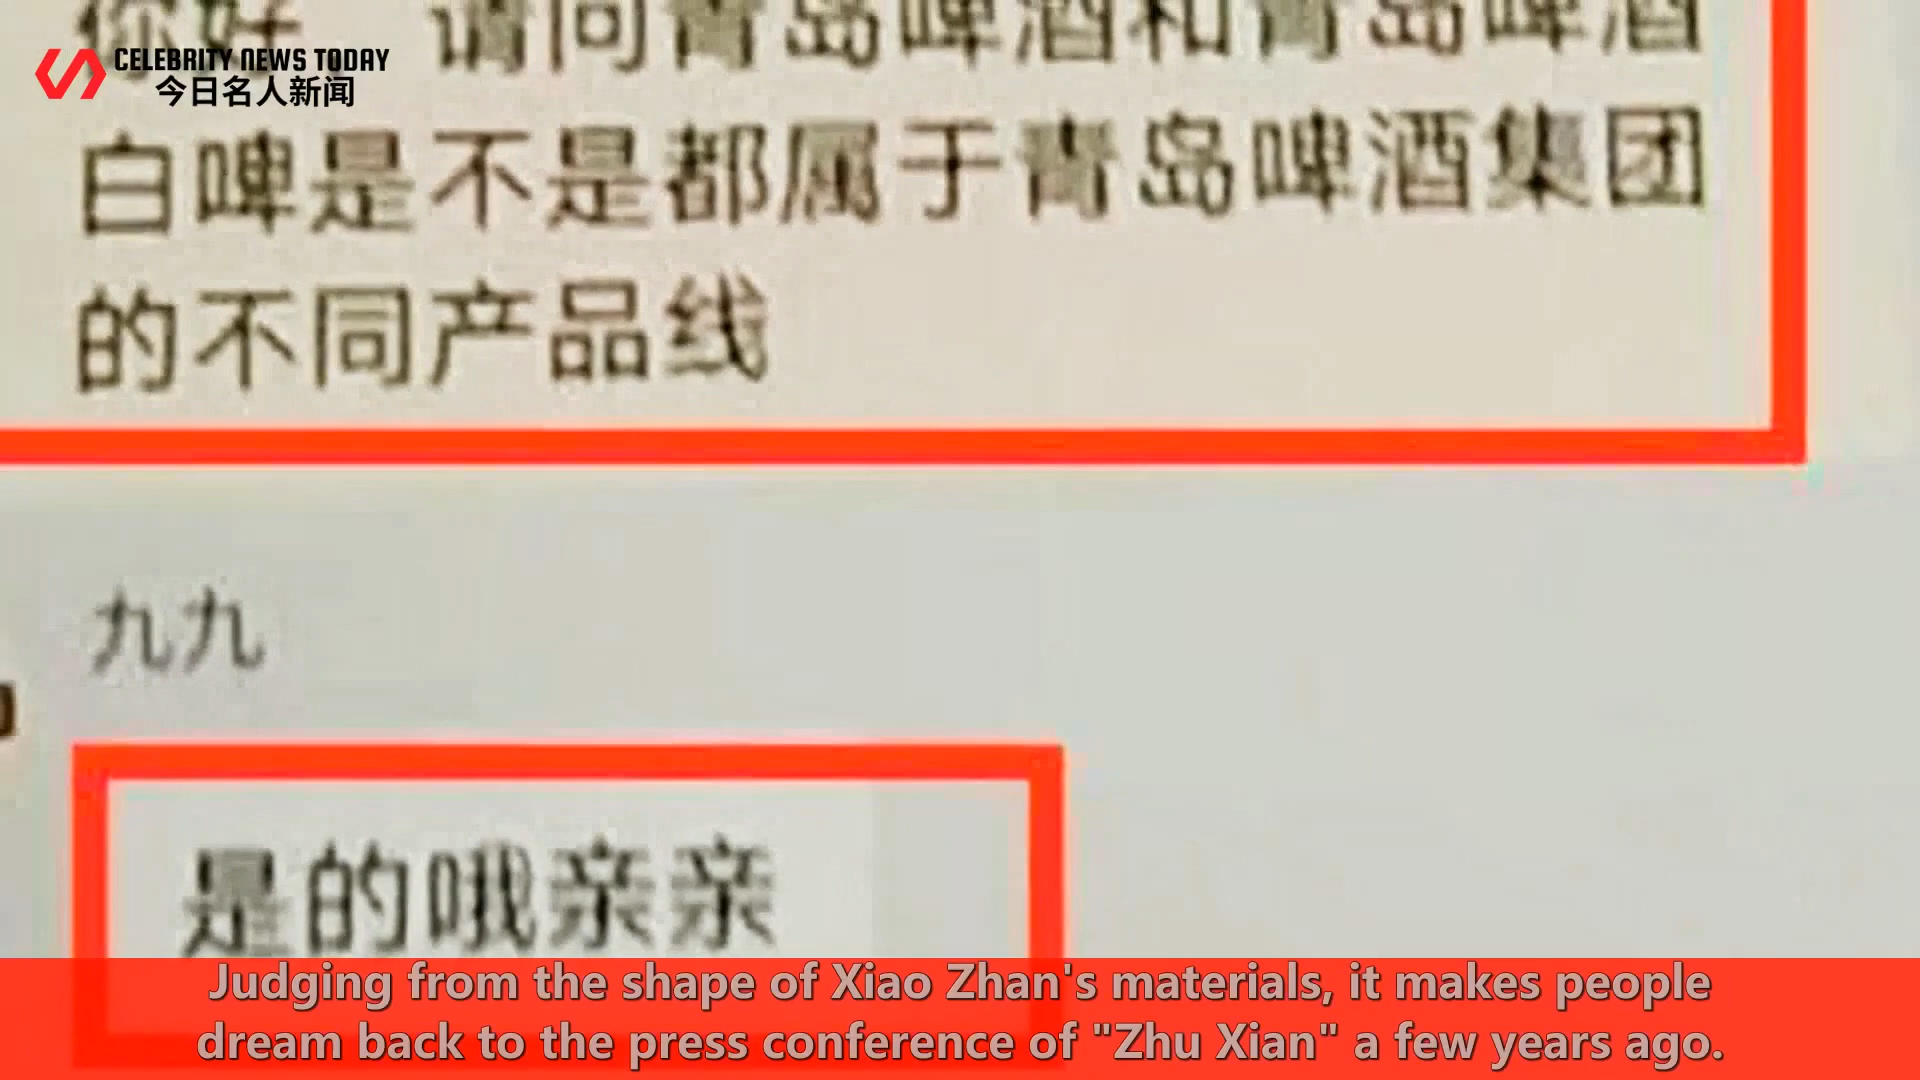 你好，请问青岛啤酒和青岛啤酒
CELEBRITY NEWS TODAY
今日名人新闻
白啤是不是都属于青岛啤酒集团
的不同产品线
九九
是的哦亲亲
Judging from the shape of Xiao Zhan's materials, it makes people
dream back to the press conference of "Zhu Xian" a few years ago.